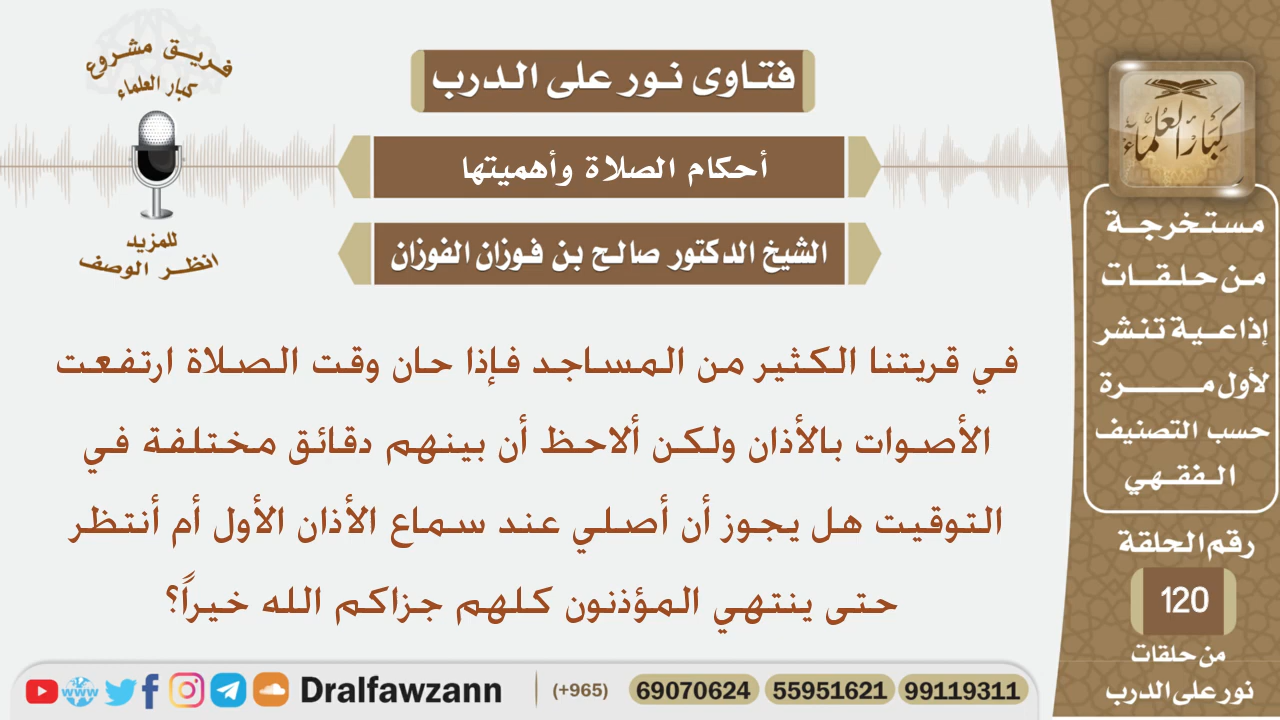 فريق مشروع
كبار العلماء
للمزيد
انظر الوصف
فتاوى نور على الدرب
أحكام الصلاة وأهميتها
الشيخ الدكتور صالح بن فوزان الفوزان
في قريتنا الكثير من المساجد فإذا حان وقت الصلاة ارتفعت
الأصوات بالأذان ولكن ألاحظ أن بينهم دقائق مختلفة في
التوقيت هل يجوز أن أصلي عند سماع الأذان الأول أم أنتظر
حتى ينتهي المؤذنون كلهم جزاكم الله خيراً؟
كبار العلماء
مستخرجة
من حلقات
إذاعية تنشر
لأول مرة
حسب التصنيف
الفقهي
رقم الحلقة
120
من حلقات
نور على الدرب
www Dralfawzann (+965) 69070624 55951621 99119311